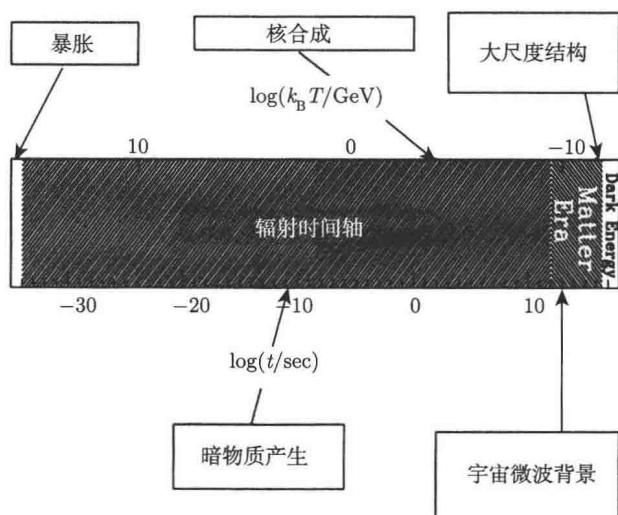 暴胀
核合成
大尺度结构
log(k_B T/GeV)
10 0 −10
辐射时间轴
Matter
Era
Dark Energy
−30 −20 −10 0 10
log(t/sec)
暗物质产生
宇宙微波背景